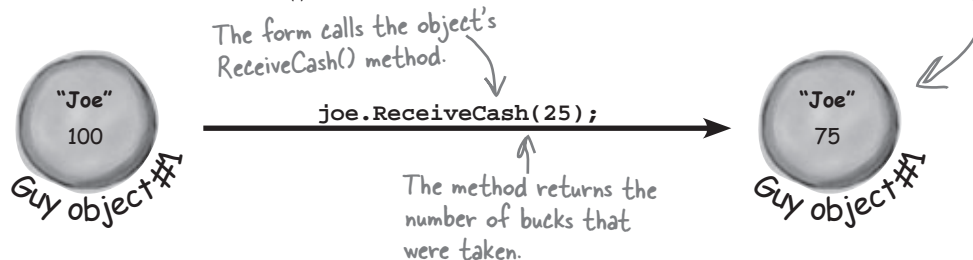 The form calls the object's
ReceiveCash() method.
"Joe"
100
Guy object #1
joe.ReceiveCash(25);
"Joe"
75
Guy object #1
The method returns the
number of bucks that
were taken.